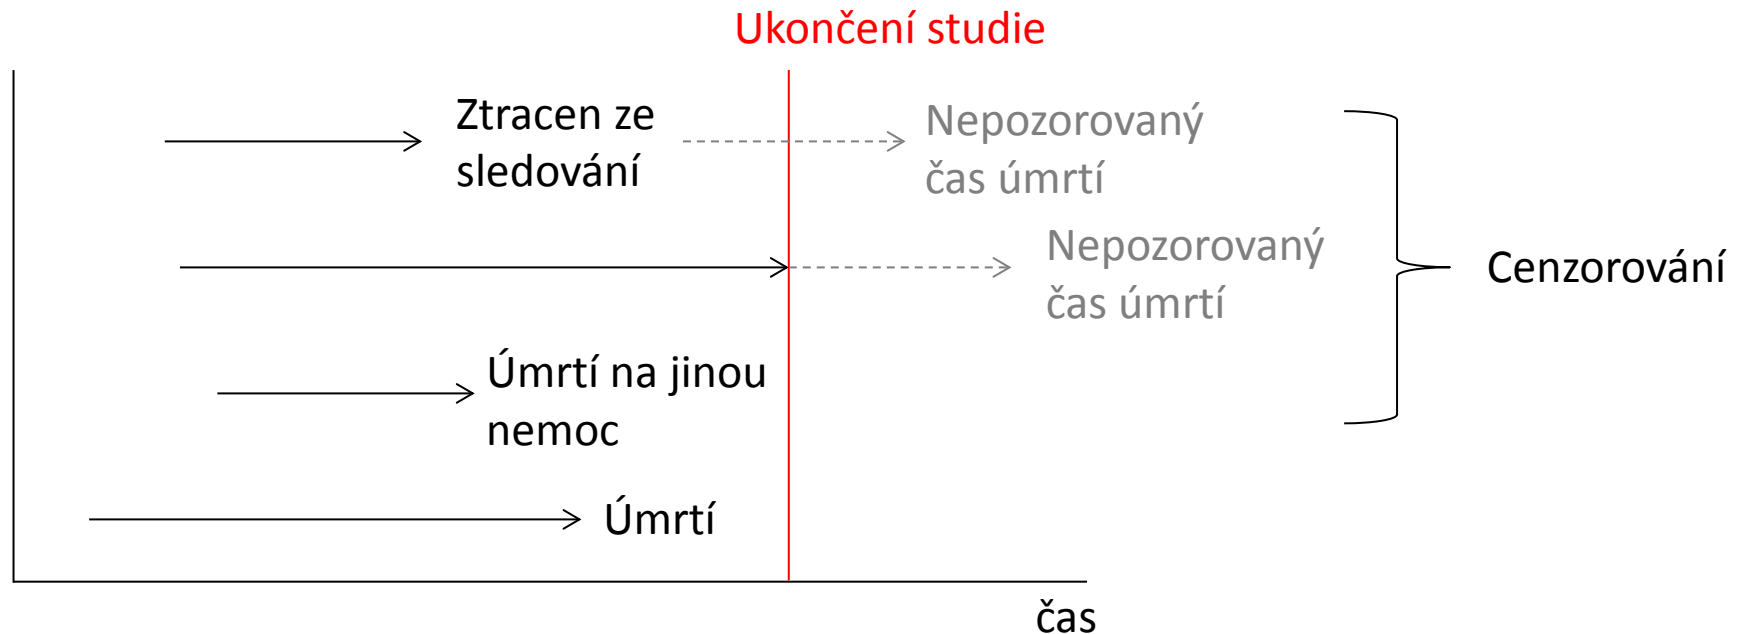 Ukončení studie
Ztracen ze
sledování
Nepozorovaný
čas úmrtí
Nepozorovaný
čas úmrtí
Cenzorování
Úmrtí na jinou
nemoc
Úmrtí
čas